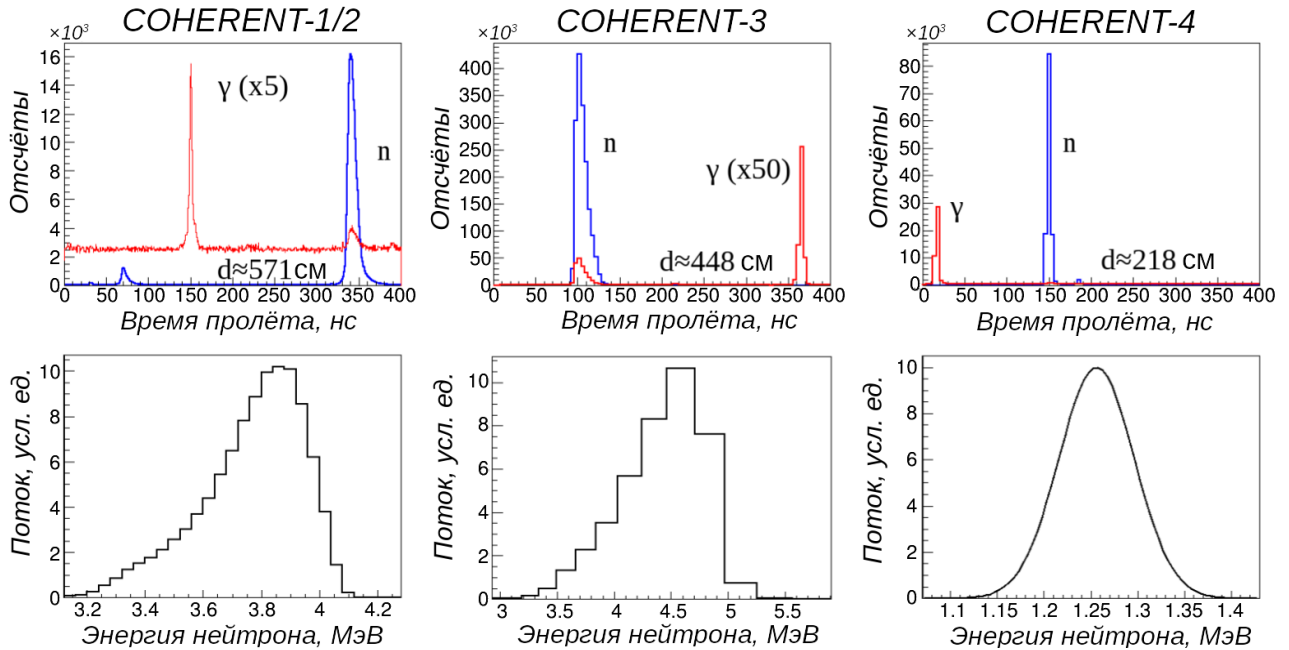 COHERENT-1/2
×10³
Отсчёты
16
14
12
10
8
6
4
2
0
γ (x5)
n
d≈571см
0 50 100 150 200 250 300 350 400
Время пролёта, нс
COHERENT-3
×10³
Отсчёты
400
350
300
250
200
150
100
50
0
n
γ (x50)
d≈448 см
0 50 100 150 200 250 300 350 400
Время пролёта, нс
COHERENT-4
×10³
Отсчёты
80
70
60
50
40
30
20
10
0
γ
n
d≈218 см
0 50 100 150 200 250 300 350 400
Время пролёта, нс
Поток, усл. ед.
10
8
6
4
2
0
3.2 3.4 3.6 3.8 4 4.2
Энергия нейтрона, МэВ
Поток, усл. ед.
10
8
6
4
2
0
3 3.5 4 4.5 5 5.5
Энергия нейтрона, МэВ
Поток, усл. ед.
10
8
6
4
2
0
1.1 1.15 1.2 1.25 1.3 1.35 1.4
Энергия нейтрона, МэВ